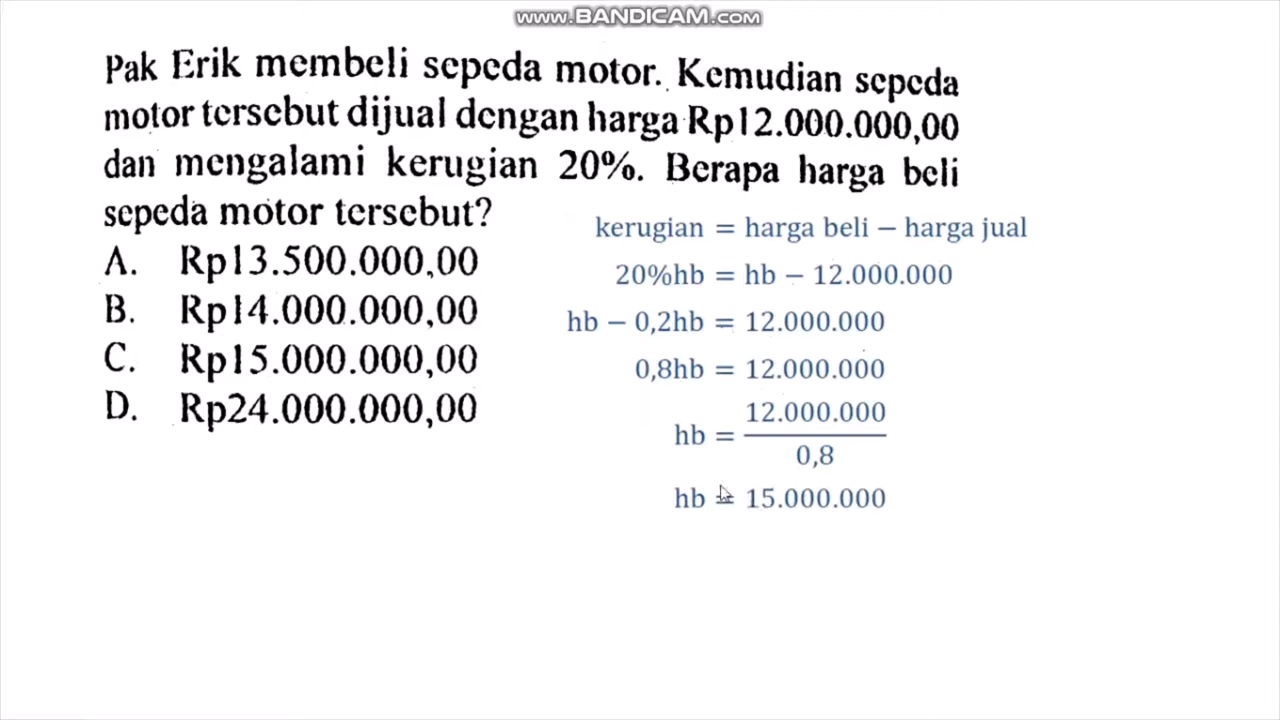 www.BANDICAM.com
Pak Erik membeli sepeda motor. Kemudian sepeda
motor tersebut dijual dengan harga Rp12.000.000,00
dan mengalami kerugian 20%. Berapa harga beli
sepeda motor tersebut?
A. Rp13.500.000,00
B. Rp14.000.000,00
C. Rp15.000.000,00
D. Rp24.000.000,00
kerugian = harga beli − harga jual
20%hb = hb − 12.000.000
hb − 0,2hb = 12.000.000
0,8hb = 12.000.000
hb = 12.000.000
0,8
hb = 15.000.000